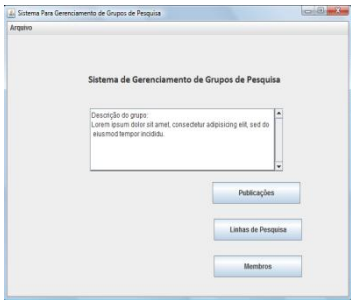 Sistema Para Gerenciamento de Grupos de Pesquisa
Arquivo
Sistema de Gerenciamento de Grupos de Pesquisa
Descrição do grupo:
Lorem ipsum dolor sit amet, consectetur adipisicing elit, sed do
eiusmod tempor incididu.
Publicações
Linhas de Pesquisa
Membros